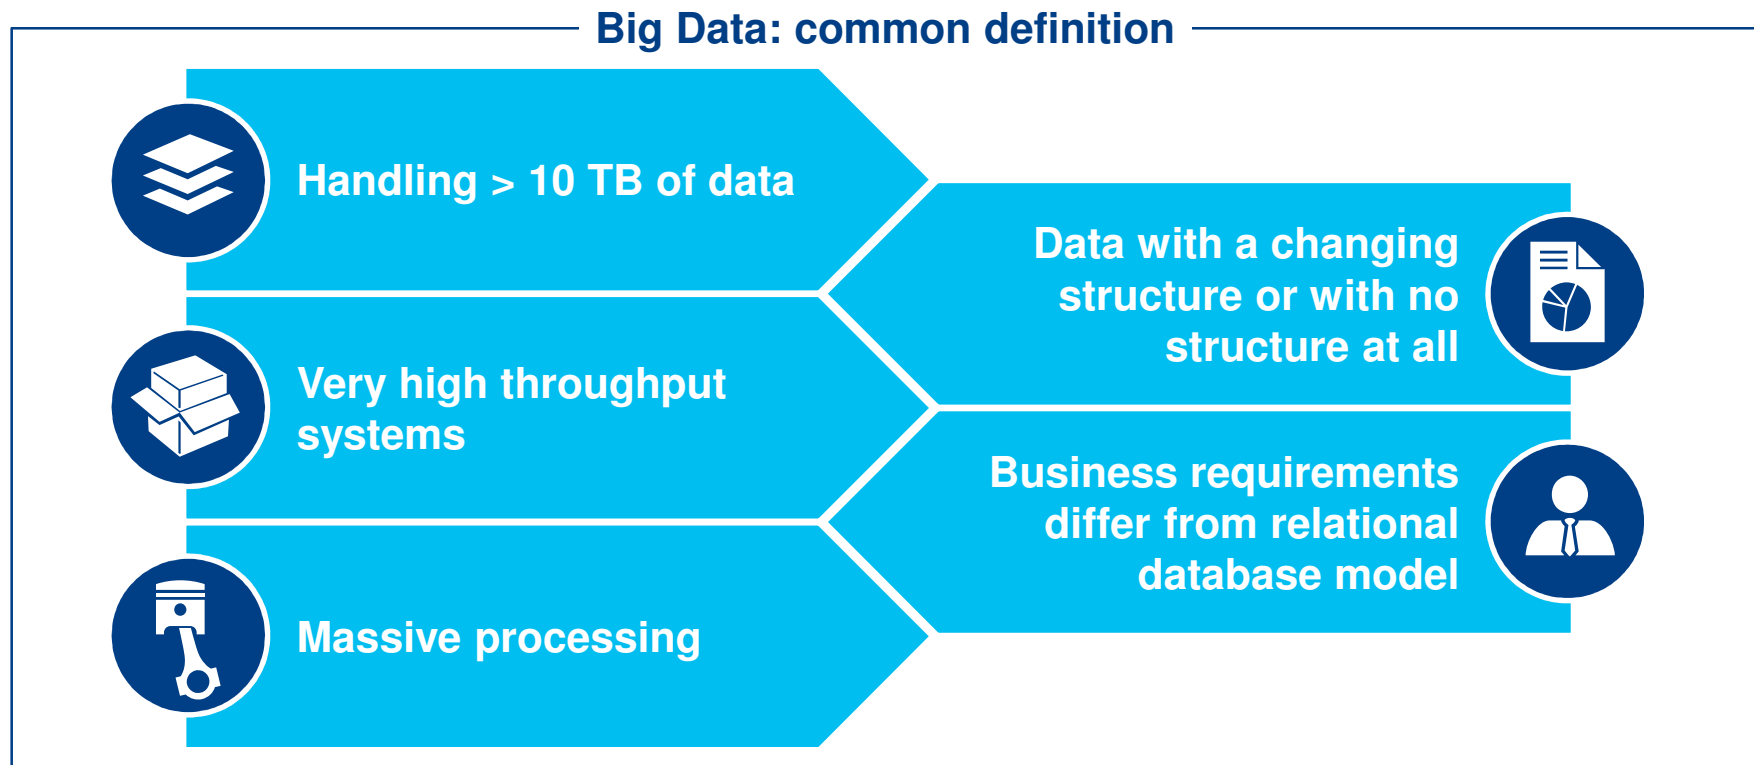 Big Data: common definition
Handling > 10 TB of data
Data with a changing
structure or with no
structure at all
Very high throughput
systems
Business requirements
differ from relational
database model
Massive processing